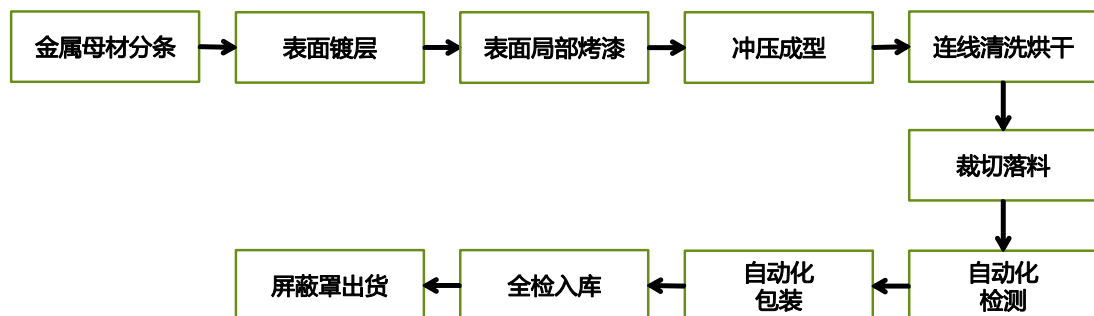 金属母材分条
表面镀层
表面局部烤漆
冲压成型
连线清洗烘干
裁切落料
自动化
检测
自动化
包装
全检入库
屏蔽罩出货